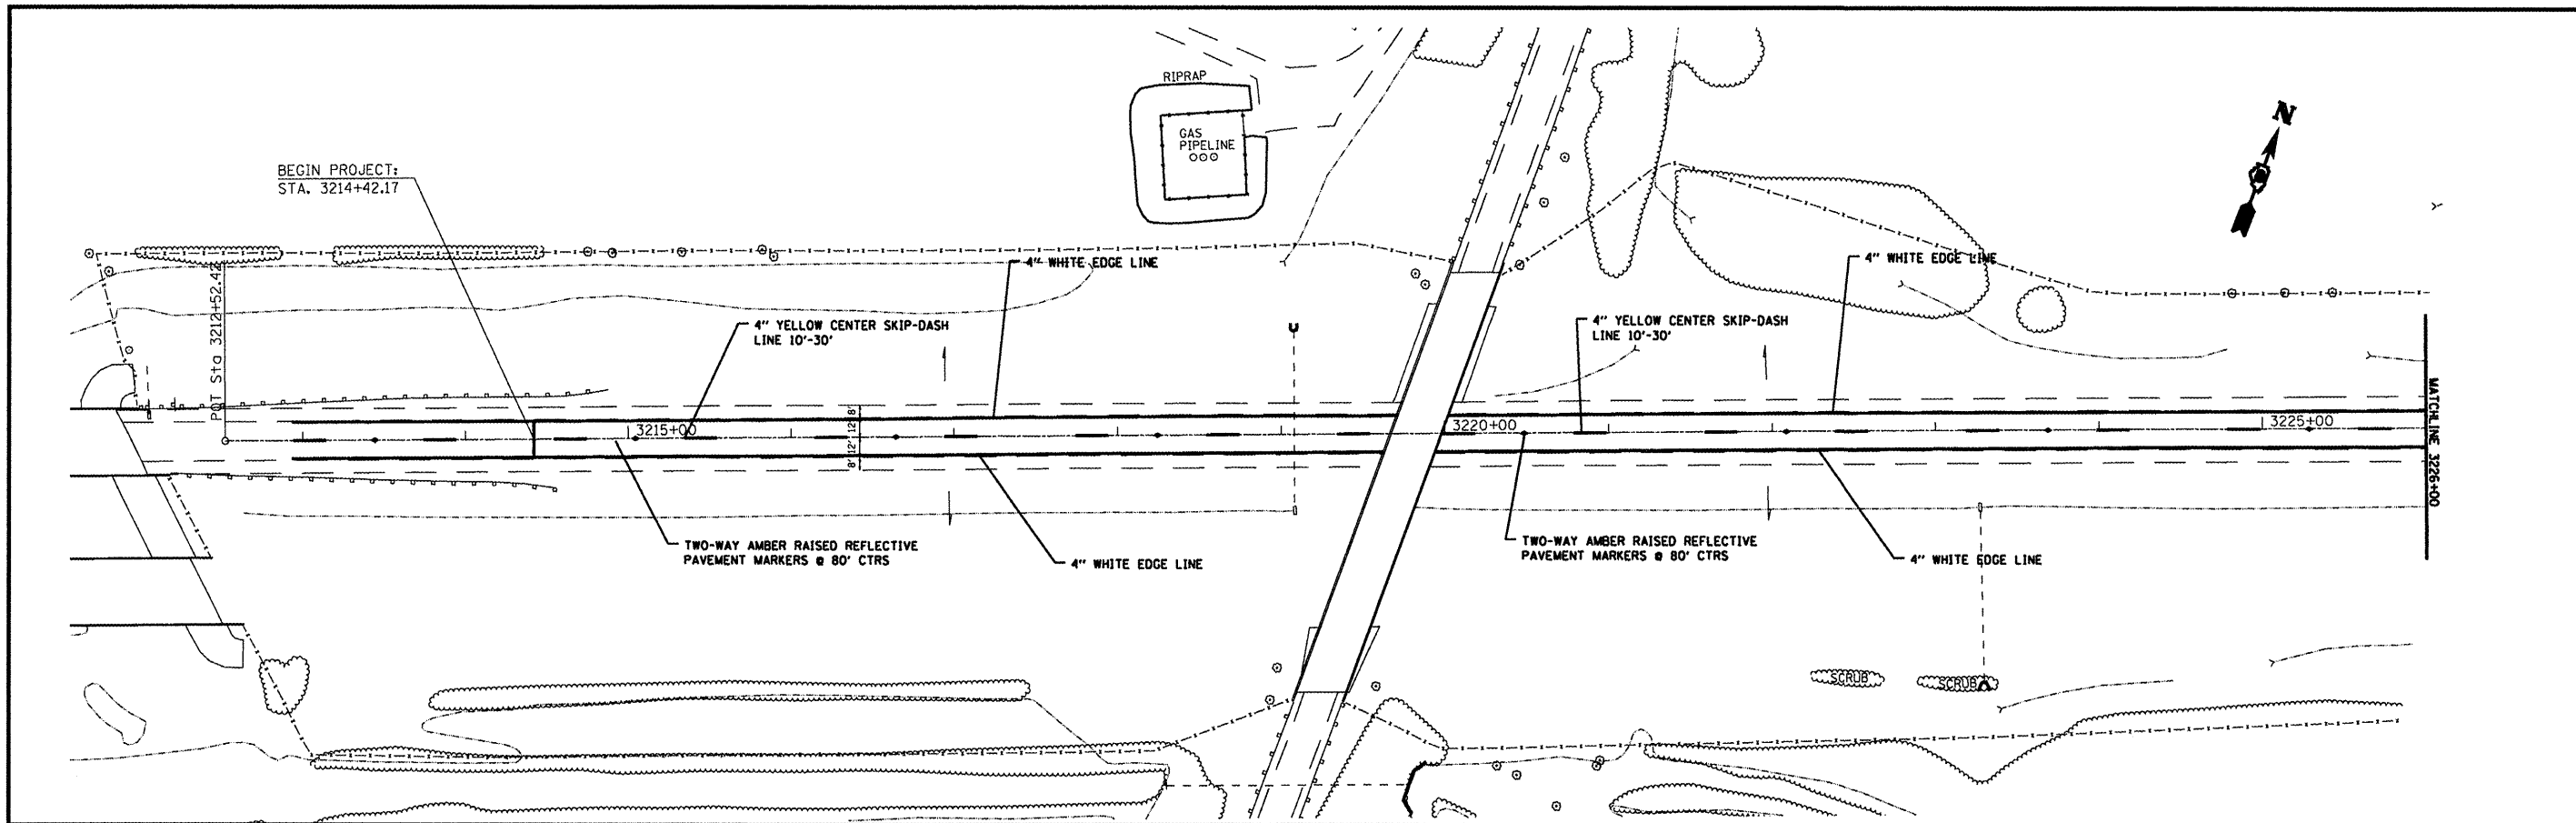 RIPRAP
GAS
PIPELINE
N
BEGIN PROJECT:
STA. 3214+42.17
4" WHITE EDGE LINE
4" WHITE EDGE LINE
POT Sta 3212+52.42
4" YELLOW CENTER SKIP-DASH
LINE 10'-30'
4" YELLOW CENTER SKIP-DASH
LINE 10'-30'
3215+00
8' 12' 12' 8'
3220+00
3225+00
MATCHLINE 3226+00
TWO-WAY AMBER RAISED REFLECTIVE
PAVEMENT MARKERS @ 80' CTRS
4" WHITE EDGE LINE
TWO-WAY AMBER RAISED REFLECTIVE
PAVEMENT MARKERS @ 80' CTRS
4" WHITE EDGE LINE
SCRUB
SCRUB